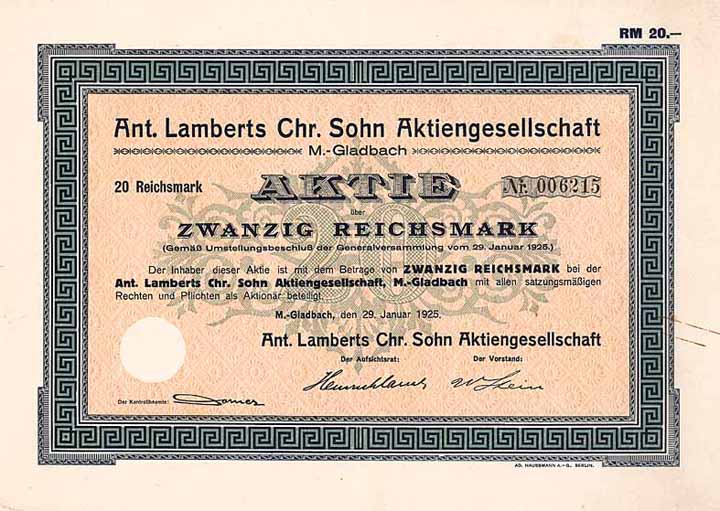 RM 20.—
Ant. Lamberts Chr. Sohn Aktiengesellschaft
M.-Gladbach
20 Reichsmark AKTIE Nr. 006215
über
ZWANZIG REICHSMARK
(Gemäß Umstellungsbeschluß der Generalversammlung vom 29. Januar 1925.)
Der Inhaber dieser Aktie ist mit dem Betrage von ZWANZIG REICHSMARK bei der
Ant. Lamberts Chr. Sohn Aktiengesellschaft, M.-Gladbach mit allen satzungsmäßigen
Rechten und Pflichten als Aktionär beteiligt.
M.-Gladbach, den 29. Januar 1925.
Ant. Lamberts Chr. Sohn Aktiengesellschaft
Der Aufsichtsrat: Der Vorstand:
Der Kontrollbeamte:
AD. HAUSSMANN A.-G., BERLIN.